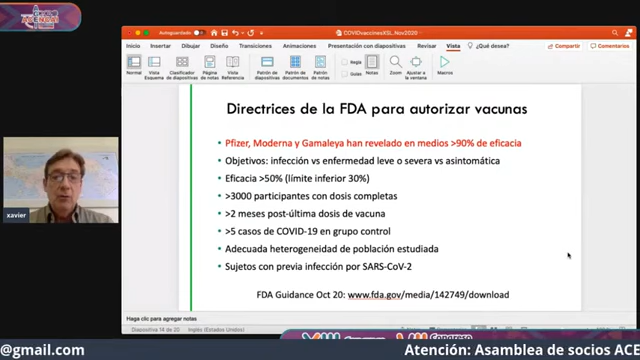 Autoguardado
COVIDvaccinesXSL_Nov2020
Inicio Insertar Dibujar Diseño Transiciones Animaciones Presentación con diapositivas Revisar Vista ¿Qué desea? Compartir Comentarios
Normal Vista Esquema Clasificador de diapositivas Página de notas Vista Referencia Patrón de diapositivas Patrón de documentos Patrón de notas Regla Guías Notas Zoom Ajustar a la ventana Macros
Directrices de la FDA para autorizar vacunas
• Pfizer, Moderna y Gamaleya han revelado en medios >90% de eficacia
• Objetivos: infección vs enfermedad leve o severa vs asintomática
• Eficacia >50% (límite inferior 30%)
• >3000 participantes con dosis completas
• >2 meses post-última dosis de vacuna
• >5 casos de COVID-19 en grupo control
• Adecuada heterogeneidad de población estudiada
• Sujetos con previa infección por SARS-CoV-2
FDA Guidance Oct 20: www.fda.gov/media/142749/download
xavier
Haga clic para agregar notas
Diapositiva 14 de 20 Inglés (Estados Unidos) Notas
@gmail.com Atención: Asamblea de socios ACE